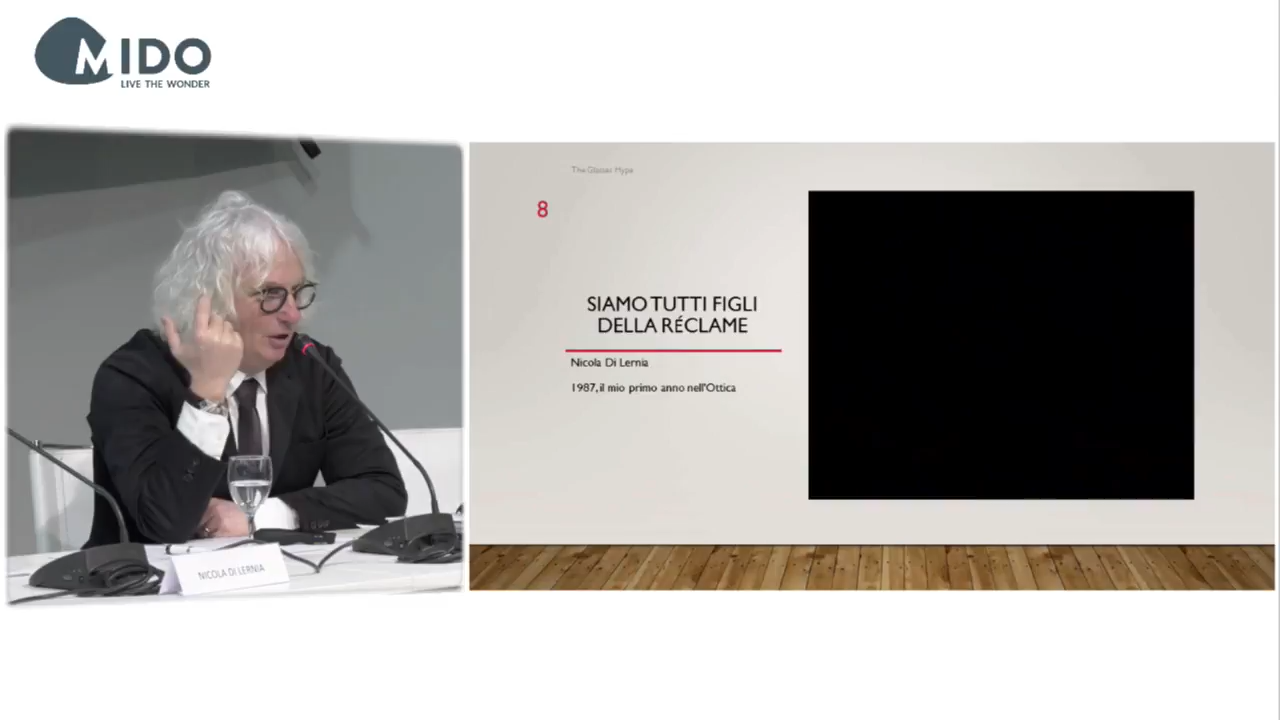 MIDO
LIVE THE WONDER
The Glasses Hype
8
SIAMO TUTTI FIGLI
DELLA RÉCLAME
Nicola Di Lernia
1987, il mio primo anno nell'Ottica
NICOLA DI LERNIA